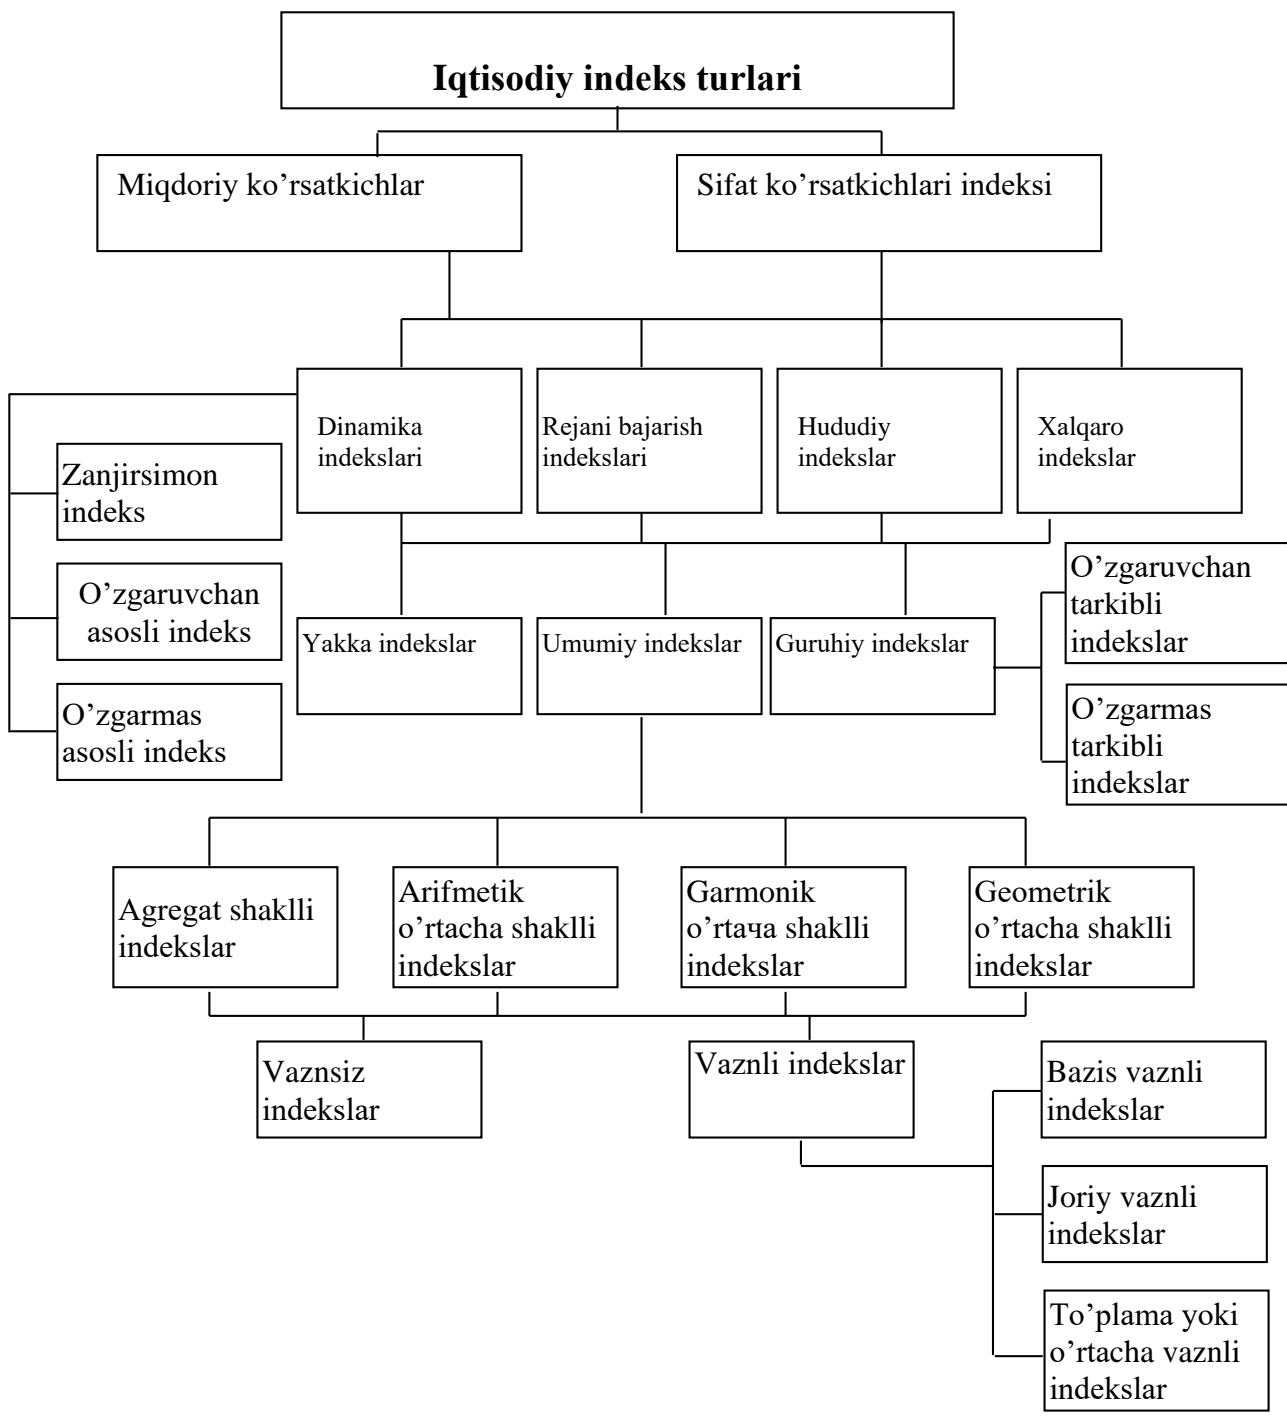 Iqtisodiy indeks turlari
Miqdoriy ko’rsatkichlar
Sifat ko’rsatkichlari indeksi
Dinamika
indekslari
Rejani bajarish
indekslari
Hududiy
indekslar
Xalqaro
indekslar
Zanjirsimon
indeks
O’zgaruvchan
asosli indeks
O’zgarmas
asosli indeks
Yakka indekslar
Umumiy indekslar
Guruhiy indekslar
O’zgaruvchan
tarkibli
indekslar
O’zgarmas
tarkibli
indekslar
Agregat shaklli
indekslar
Arifmetik
o’rtacha shaklli
indekslar
Garmonik
o’rtача shaklli
indekslar
Geometrik
o’rtacha shaklli
indekslar
Vaznsiz
indekslar
Vaznli indekslar
Bazis vaznli
indekslar
Joriy vaznli
indekslar
To’plama yoki
o’rtacha vaznli
indekslar